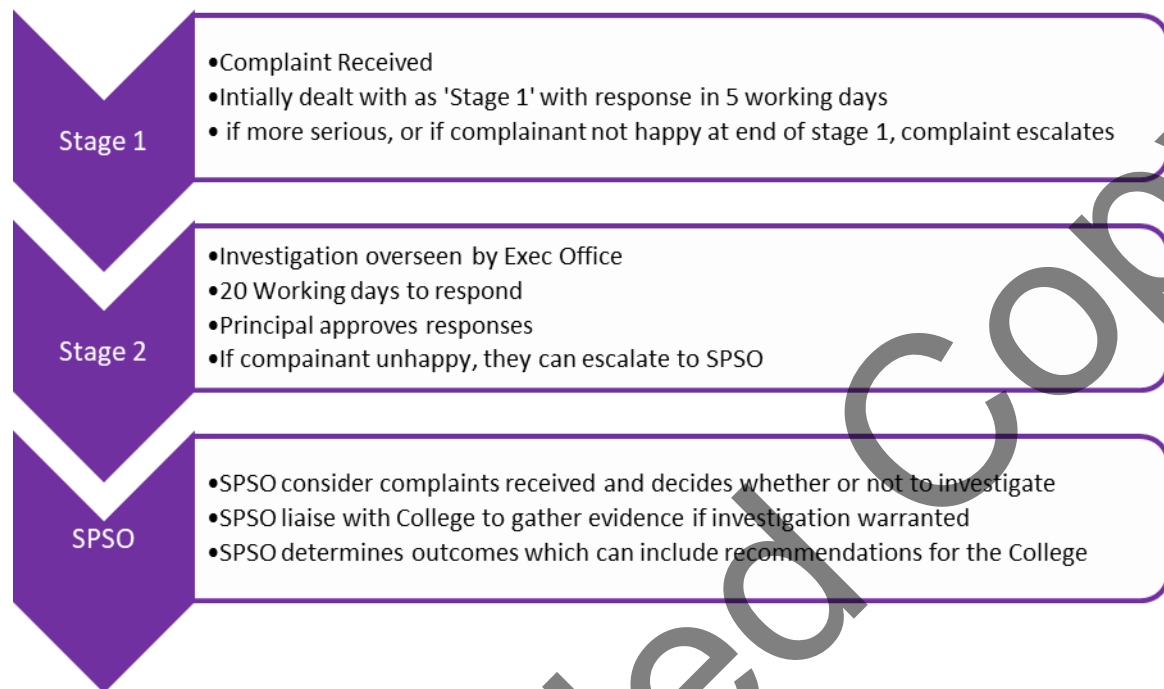 Stage 1
•Complaint Received
•Intially dealt with as 'Stage 1' with response in 5 working days
• if more serious, or if complainant not happy at end of stage 1, complaint escalates
Stage 2
•Investigation overseen by Exec Office
•20 Working days to respond
•Principal approves responses
•If compainant unhappy, they can escalate to SPSO
SPSO
•SPSO consider complaints received and decides whether or not to investigate
•SPSO liaise with College to gather evidence if investigation warranted
•SPSO determines outcomes which can include recommendations for the College